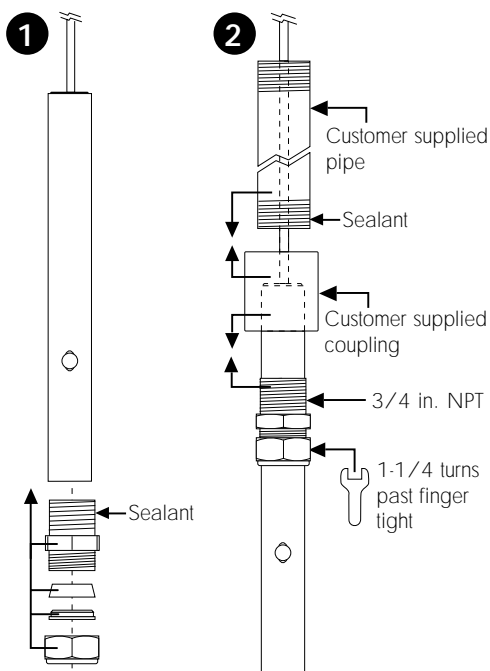 1
Sealant
2
Customer supplied
pipe
Sealant
Customer supplied
coupling
3/4 in. NPT
1-1/4 turns
past finger
tight